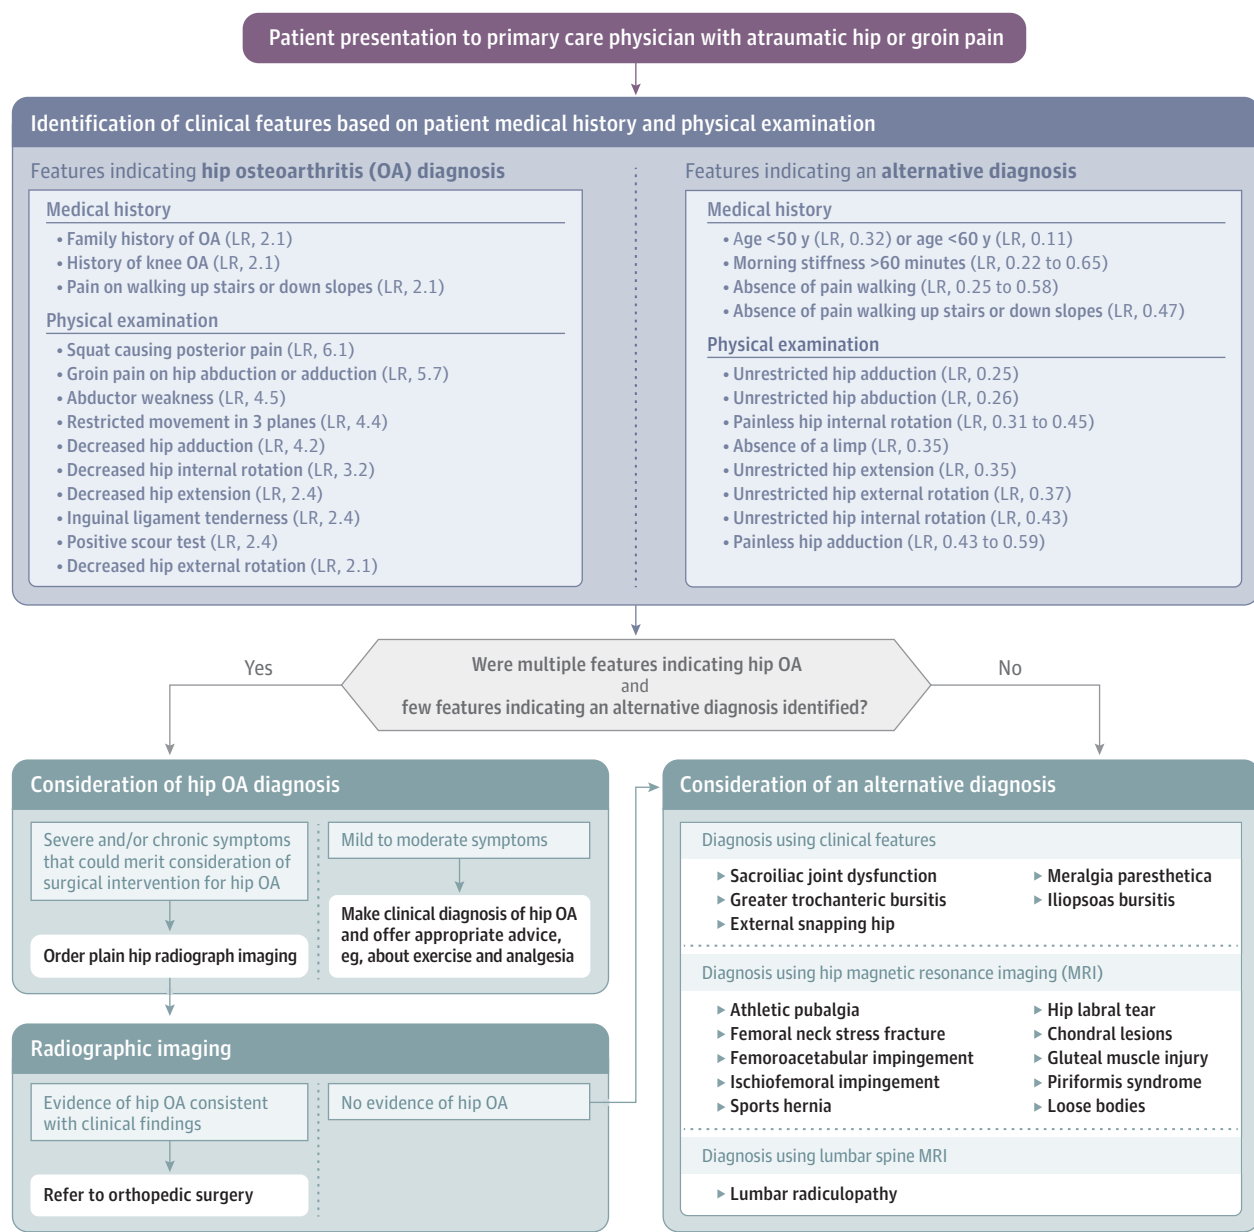 Patient presentation to primary care physician with atraumatic hip or groin pain
Identification of clinical features based on patient medical history and physical examination
Features indicating hip osteoarthritis (OA) diagnosis
Medical history
• Family history of OA (LR, 2.1)
• History of knee OA (LR, 2.1)
• Pain on walking up stairs or down slopes (LR, 2.1)
Physical examination
• Squat causing posterior pain (LR, 6.1)
• Groin pain on hip abduction or adduction (LR, 5.7)
• Abductor weakness (LR, 4.5)
• Restricted movement in 3 planes (LR, 4.4)
• Decreased hip adduction (LR, 4.2)
• Decreased hip internal rotation (LR, 3.2)
• Decreased hip extension (LR, 2.4)
• Inguinal ligament tenderness (LR, 2.4)
• Positive scour test (LR, 2.4)
• Decreased hip external rotation (LR, 2.1)
Features indicating an alternative diagnosis
Medical history
• Age <50 y (LR, 0.32) or age <60 y (LR, 0.11)
• Morning stiffness >60 minutes (LR, 0.22 to 0.65)
• Absence of pain walking (LR, 0.25 to 0.58)
• Absence of pain walking up stairs or down slopes (LR, 0.47)
Physical examination
• Unrestricted hip adduction (LR, 0.25)
• Unrestricted hip abduction (LR, 0.26)
• Painless hip internal rotation (LR, 0.31 to 0.45)
• Absence of a limp (LR, 0.35)
• Unrestricted hip extension (LR, 0.35)
• Unrestricted hip external rotation (LR, 0.37)
• Unrestricted hip internal rotation (LR, 0.43)
• Painless hip adduction (LR, 0.43 to 0.59)
Were multiple features indicating hip OA
and
few features indicating an alternative diagnosis identified?
Yes
No
Consideration of hip OA diagnosis
Severe and/or chronic symptoms
that could merit consideration of
surgical intervention for hip OA
Order plain hip radiograph imaging
Mild to moderate symptoms
Make clinical diagnosis of hip OA
and offer appropriate advice,
eg, about exercise and analgesia
Radiographic imaging
Evidence of hip OA consistent
with clinical findings
Refer to orthopedic surgery
No evidence of hip OA
Consideration of an alternative diagnosis
Diagnosis using clinical features
▶ Sacroiliac joint dysfunction
▶ Greater trochanteric bursitis
▶ External snapping hip
▶ Meralgia paresthetica
▶ Iliopsoas bursitis
Diagnosis using hip magnetic resonance imaging (MRI)
▶ Athletic pubalgia
▶ Femoral neck stress fracture
▶ Femoroacetabular impingement
▶ Ischiofemoral impingement
▶ Sports hernia
▶ Hip labral tear
▶ Chondral lesions
▶ Gluteal muscle injury
▶ Piriformis syndrome
▶ Loose bodies
Diagnosis using lumbar spine MRI
▶ Lumbar radiculopathy